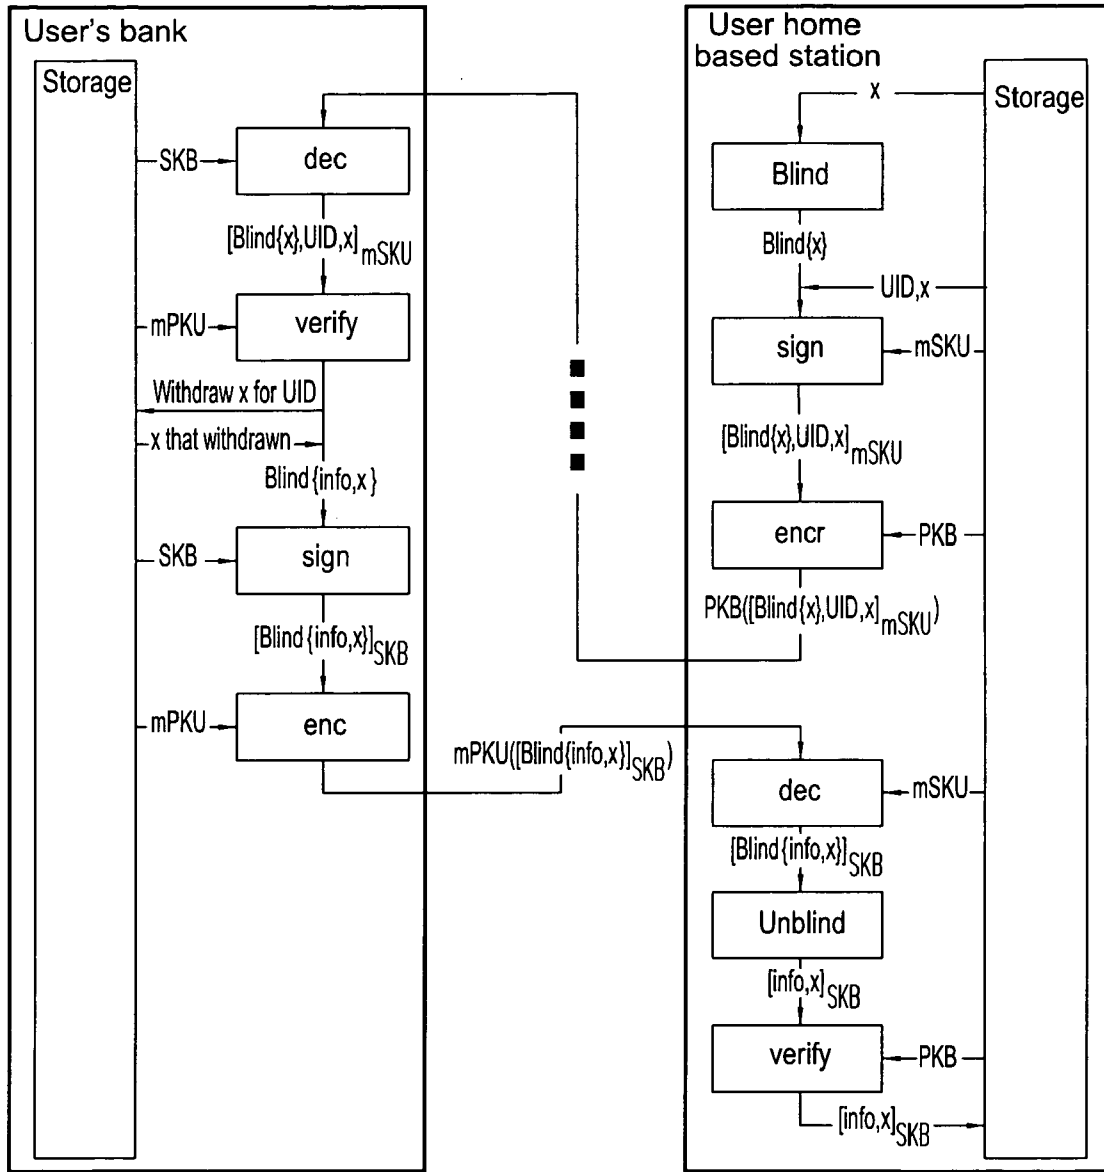 User's bank
Storage
dec
SKB
[Blind{x},UID,x]mSKU
mPKU
verify
Withdraw x for UID
x that withdrawn
Blind{info,x}
SKB
sign
[Blind{info,x}]SKB
mPKU
enc
mPKU([Blind{info,x}]SKB)
User home
based station
Storage
x
Blind
Blind{x}
UID,x
sign
mSKU
[Blind{x},UID,x]mSKU
encr
PKB
PKB([Blind{x},UID,x]mSKU)
dec
mSKU
[Blind{info,x}]SKB
Unblind
[info,x]SKB
verify
PKB
[info,x]SKB